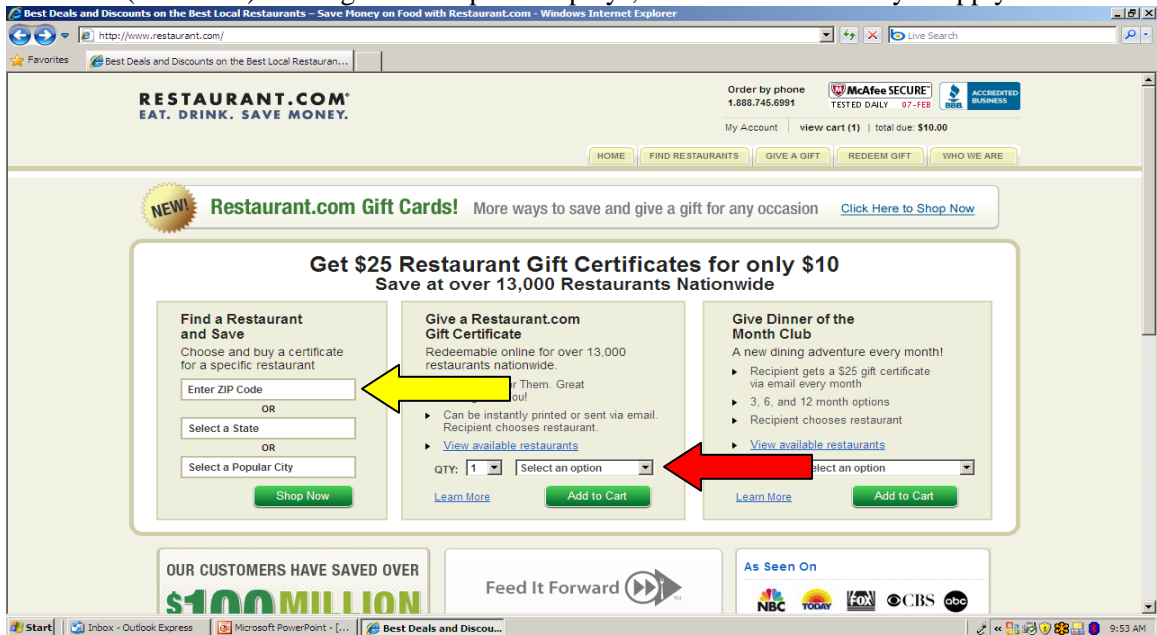 Best Deals and Discounts on the Best Local Restaurants – Save Money on Food with Restaurant.com - Windows Internet Explorer
http://www.restaurant.com/
Live Search
Favorites
Best Deals and Discounts on the Best Local Restauran...
RESTAURANT.COM®
EAT. DRINK. SAVE MONEY.
Order by phone
1.888.745.6991
McAfee SECURE™
TESTED DAILY 07-FEB
BBB.
ACCREDITED
BUSINESS
My Account view cart (1) | total due: $10.00
HOME FIND RESTAURANTS GIVE A GIFT REDEEM GIFT WHO WE ARE
NEW! Restaurant.com Gift Cards! More ways to save and give a gift for any occasion Click Here to Shop Now
Get $25 Restaurant Gift Certificates for only $10
Save at over 13,000 Restaurants Nationwide
Find a Restaurant
and Save
Choose and buy a certificate
for a specific restaurant
Enter ZIP Code
OR
Select a State
OR
Select a Popular City
Shop Now
Give a Restaurant.com
Gift Certificate
Redeemable online for over 13,000
restaurants nationwide.
Them. Great
Can be instantly printed or sent via email.
Recipient chooses restaurant.
View available restaurants
QTY: 1 Select an option
Learn More Add to Cart
Give Dinner of the
Month Club
A new dining adventure every month!
Recipient gets a $25 gift certificate
via email every month
3, 6, and 12 month options
Recipient chooses restaurant
View available restaurants
elect an option
Learn More Add to Cart
OUR CUSTOMERS HAVE SAVED OVER
$100 MILLION
Feed It Forward
As Seen On
NBC TODAY FOX CBS abc
Start Inbox - Outlook Express Microsoft PowerPoint - [... Best Deals and Discou... 9:53 AM